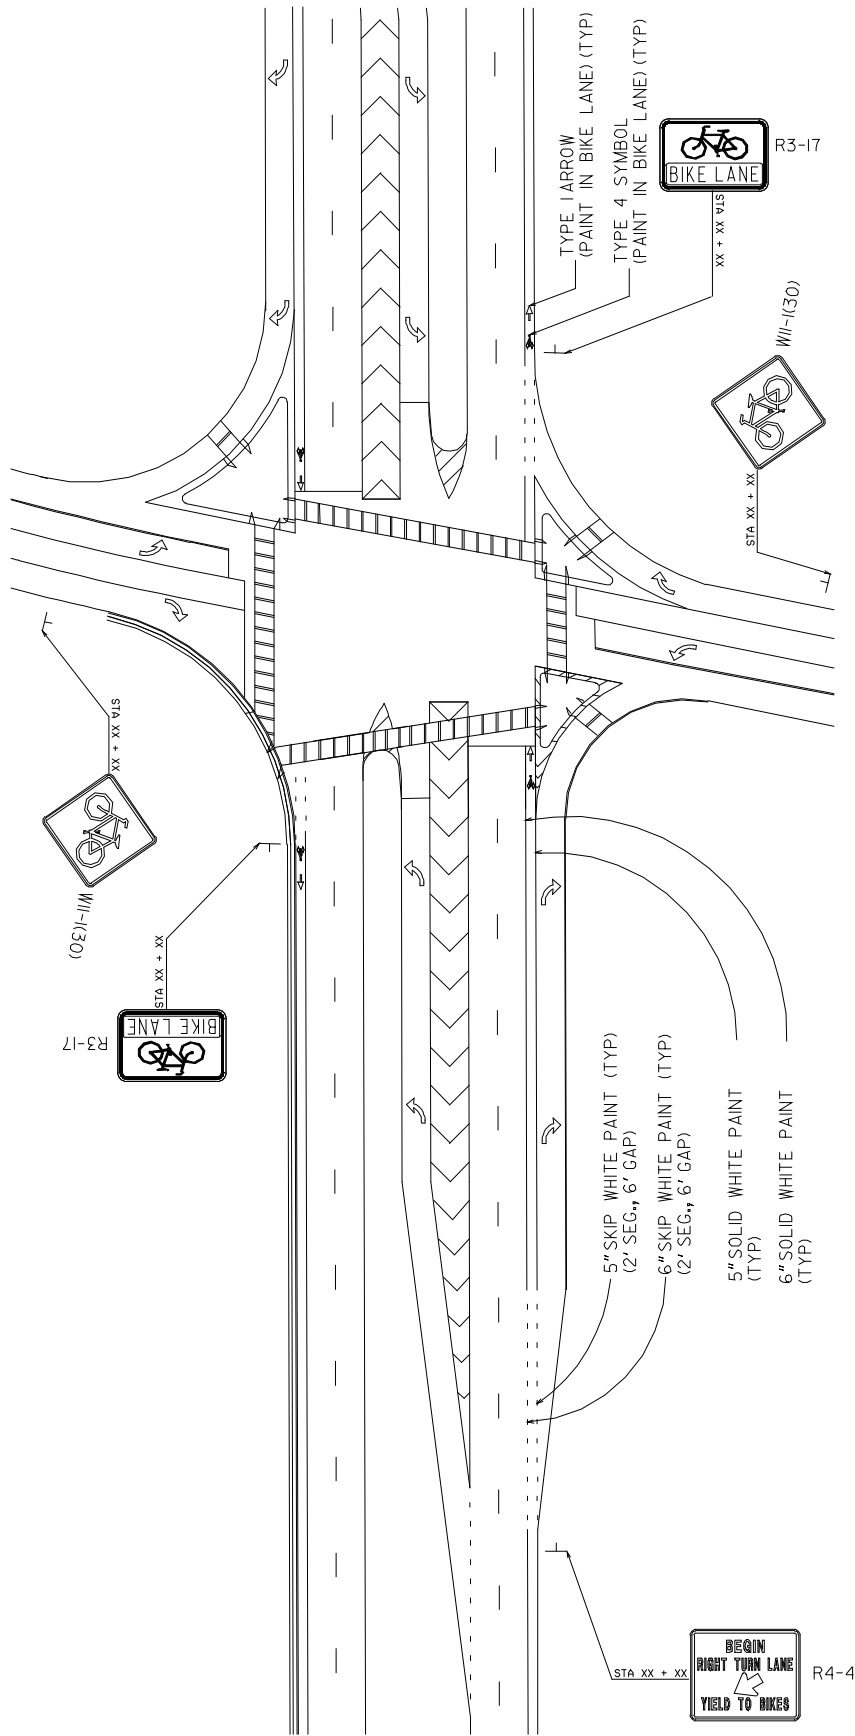 TYPE 1 ARROW
(PAINT IN BIKE LANE) (TYP)
TYPE 4 SYMBOL
(PAINT IN BIKE LANE) (TYP)
BIKE LANE
R3-17
STA XX + XX
W11-1(30)
STA XX + XX
STA XX + XX
W11-1(30)
STA XX + XX
BIKE LANE
R3-17
5" SKIP WHITE PAINT (TYP)
(2' SEG., 6' GAP)
6" SKIP WHITE PAINT (TYP)
(2' SEG., 6' GAP)
5" SOLID WHITE PAINT
(TYP)
6" SOLID WHITE PAINT
(TYP)
STA XX + XX
BEGIN
RIGHT TURN LANE
YIELD TO BIKES
R4-4